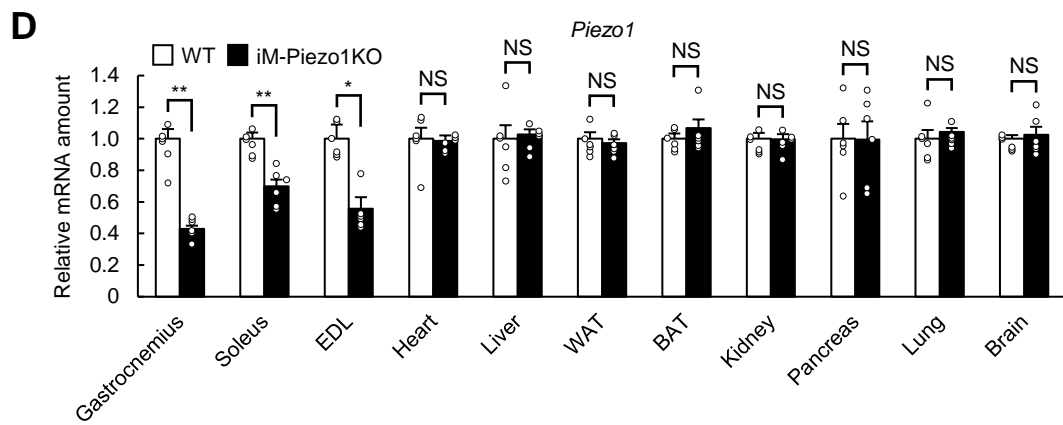 D
Piezo1
WT iM-Piezo1KO
Relative mRNA amount
1.4
1.2
1.0
0.8
0.6
0.4
0.2
0
** ** * NS NS NS NS NS NS NS NS
Gastrocnemius Soleus EDL Heart Liver WAT BAT Kidney Pancreas Lung Brain